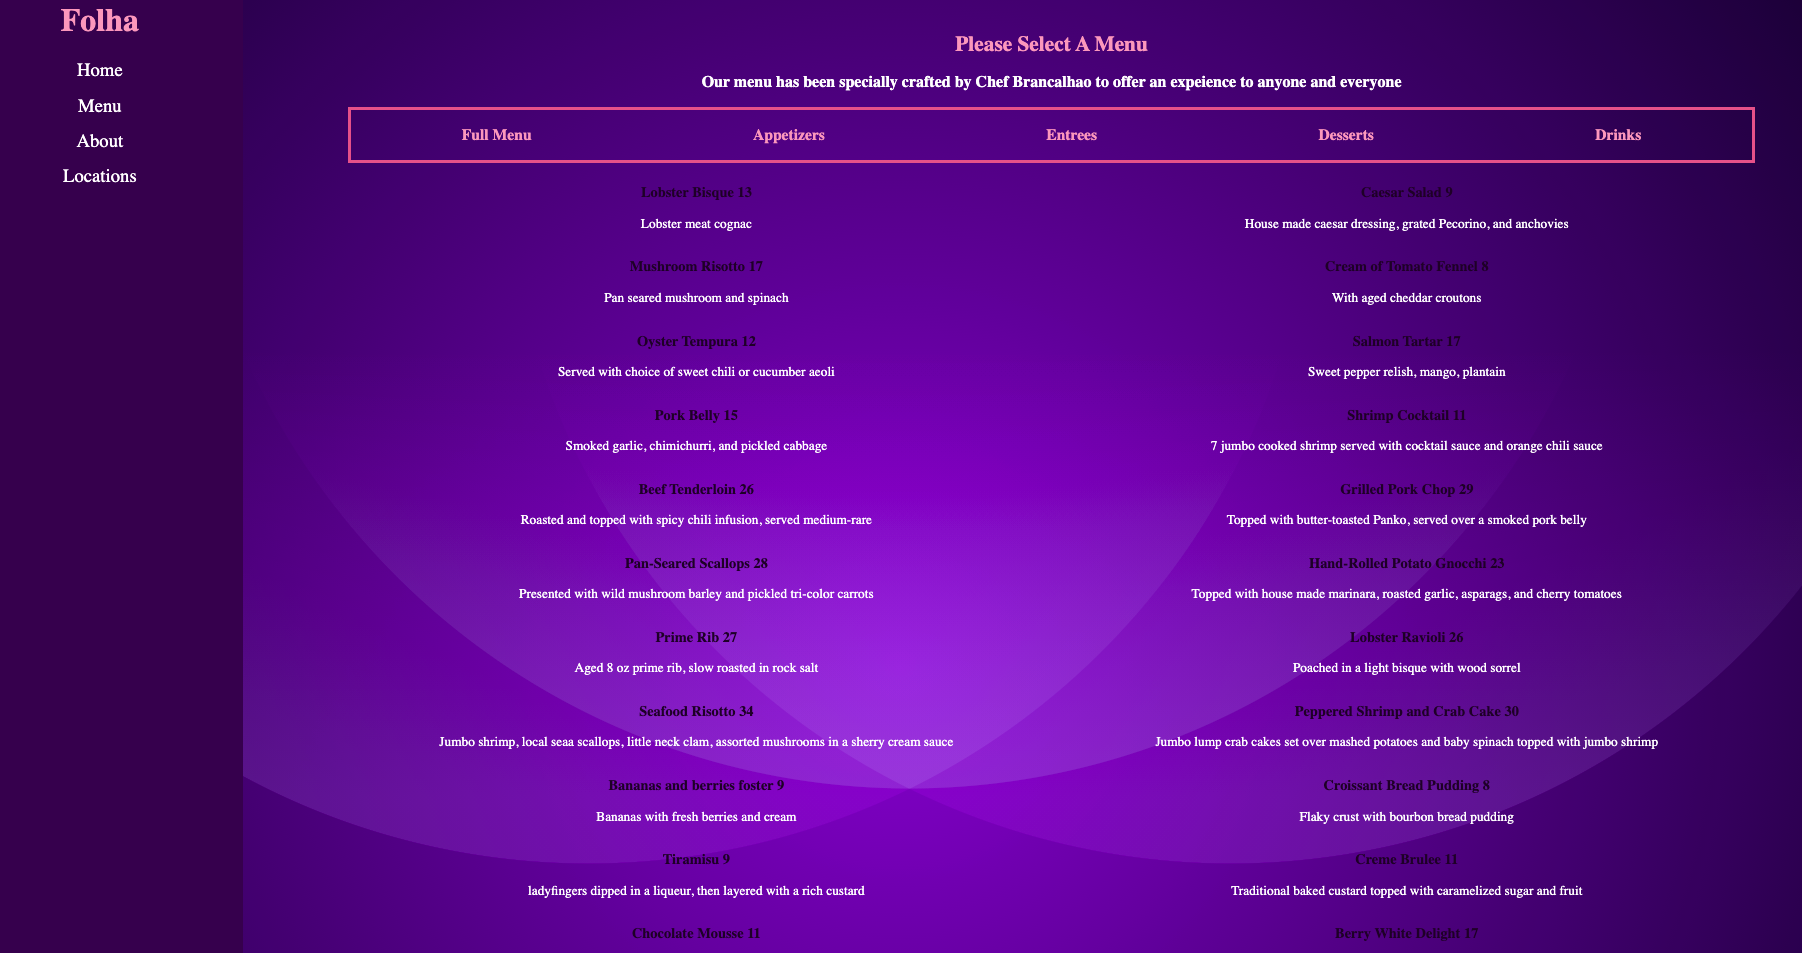 Folha
Home
Menu
About
Locations
Please Select A Menu
Our menu has been specially crafted by Chef Brancalhao to offer an expeience to anyone and everyone
Full Menu Appetizers Entrees Desserts Drinks
Lobster Bisque 13
Lobster meat cognac
Caesar Salad 9
House made caesar dressing, grated Pecorino, and anchovies
Mushroom Risotto 17
Pan seared mushroom and spinach
Cream of Tomato Fennel 8
With aged cheddar croutons
Oyster Tempura 12
Served with choice of sweet chili or cucumber aeoli
Salmon Tartar 17
Sweet pepper relish, mango, plantain
Pork Belly 15
Smoked garlic, chimichurri, and pickled cabbage
Shrimp Cocktail 11
7 jumbo cooked shrimp served with cocktail sauce and orange chili sauce
Beef Tenderloin 26
Roasted and topped with spicy chili infusion, served medium-rare
Grilled Pork Chop 29
Topped with butter-toasted Panko, served over a smoked pork belly
Pan-Seared Scallops 28
Presented with wild mushroom barley and pickled tri-color carrots
Hand-Rolled Potato Gnocchi 23
Topped with house made marinara, roasted garlic, asparags, and cherry tomatoes
Prime Rib 27
Aged 8 oz prime rib, slow roasted in rock salt
Lobster Ravioli 26
Poached in a light bisque with wood sorrel
Seafood Risotto 34
Jumbo shrimp, local seaa scallops, little neck clam, assorted mushrooms in a sherry cream sauce
Peppered Shrimp and Crab Cake 30
Jumbo lump crab cakes set over mashed potatoes and baby spinach topped with jumbo shrimp
Bananas and berries foster 9
Bananas with fresh berries and cream
Croissant Bread Pudding 8
Flaky crust with bourbon bread pudding
Tiramisu 9
ladyfingers dipped in a liqueur, then layered with a rich custard
Creme Brulee 11
Traditional baked custard topped with caramelized sugar and fruit
Chocolate Mousse 11
Berry White Delight 17